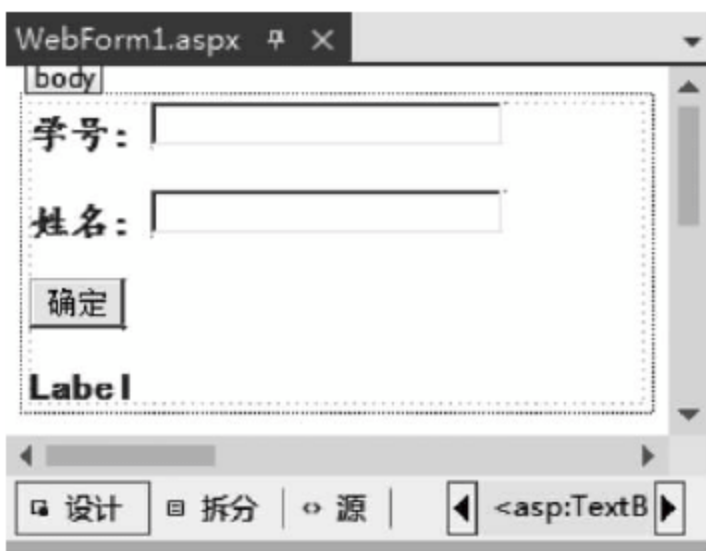 WebForm1.aspx
body
学号:
姓名:
确定
Label
设计 拆分 源 <asp:TextB